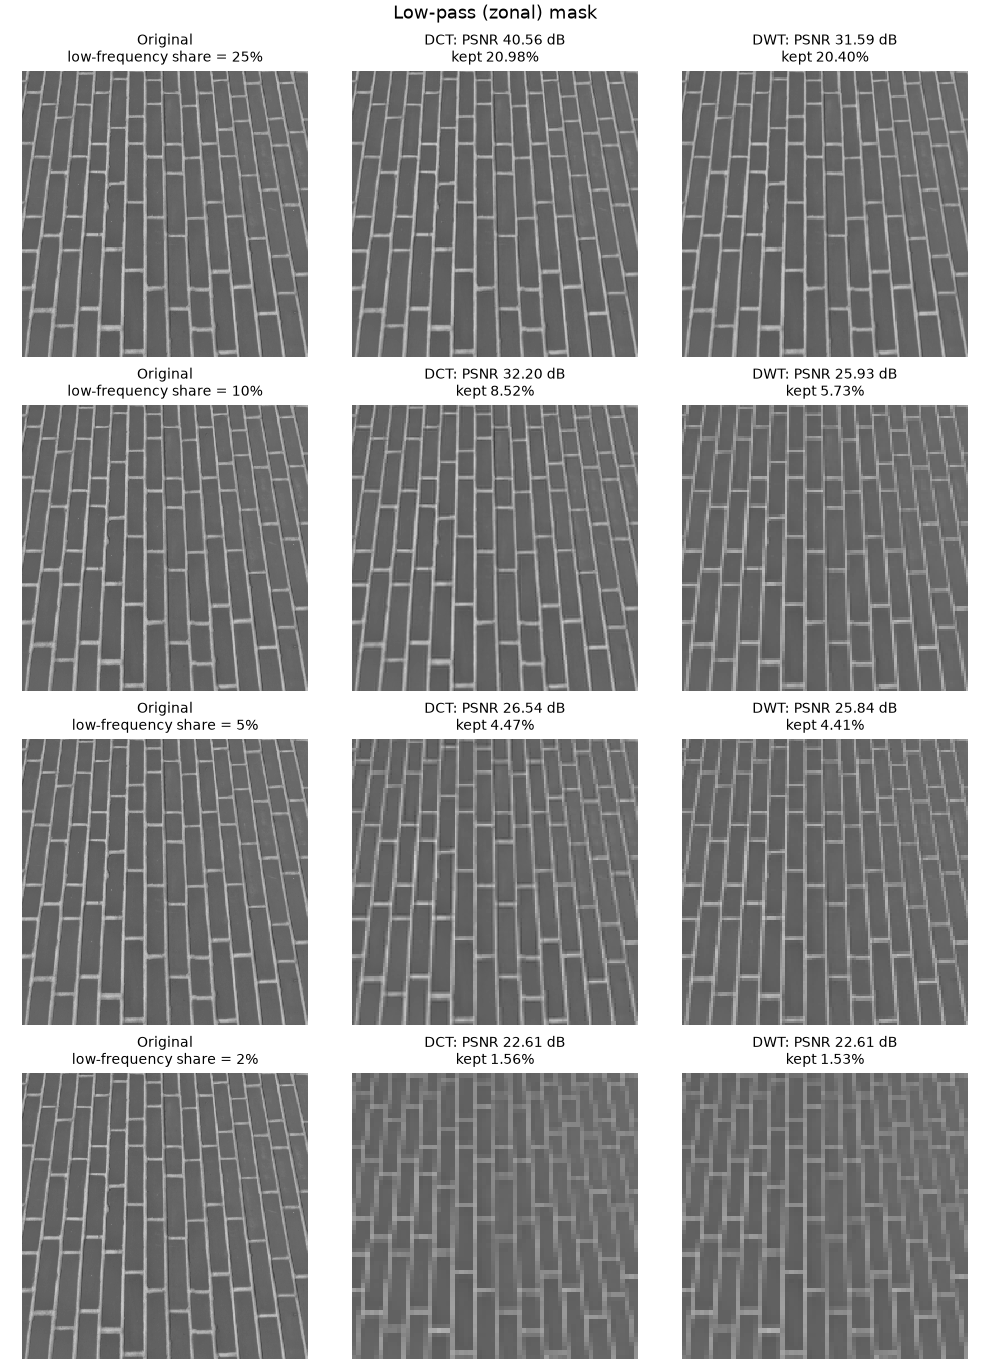 Low-pass (zonal) mask
Original
low-frequency share = 25%
DCT: PSNR 40.56 dB
kept 20.98%
DWT: PSNR 31.59 dB
kept 20.40%
Original
low-frequency share = 10%
DCT: PSNR 32.20 dB
kept 8.52%
DWT: PSNR 25.93 dB
kept 5.73%
Original
low-frequency share = 5%
DCT: PSNR 26.54 dB
kept 4.47%
DWT: PSNR 25.84 dB
kept 4.41%
Original
low-frequency share = 2%
DCT: PSNR 22.61 dB
kept 1.56%
DWT: PSNR 22.61 dB
kept 1.53%